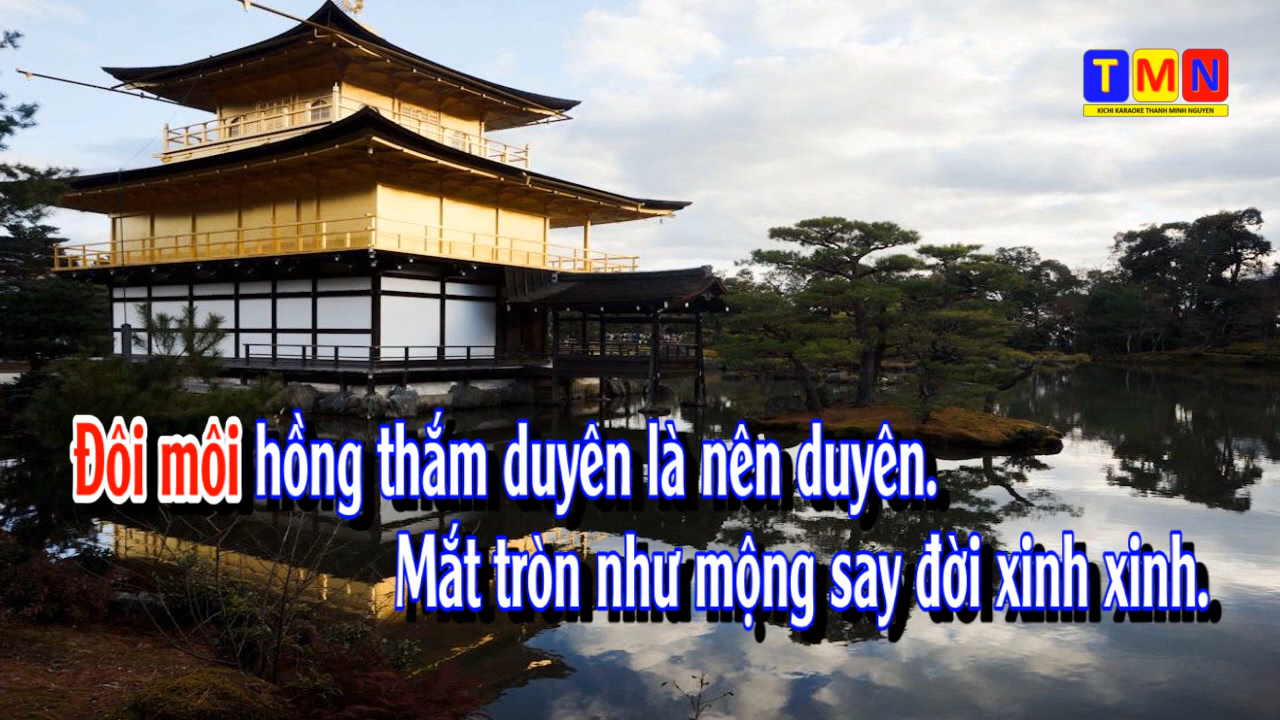 TMN
KICHI KARAOKE THANH MINH NGUYEN
Đôi môi hồng thắm duyên là nên duyên.
Mắt tròn như mộng say đời xinh xinh.